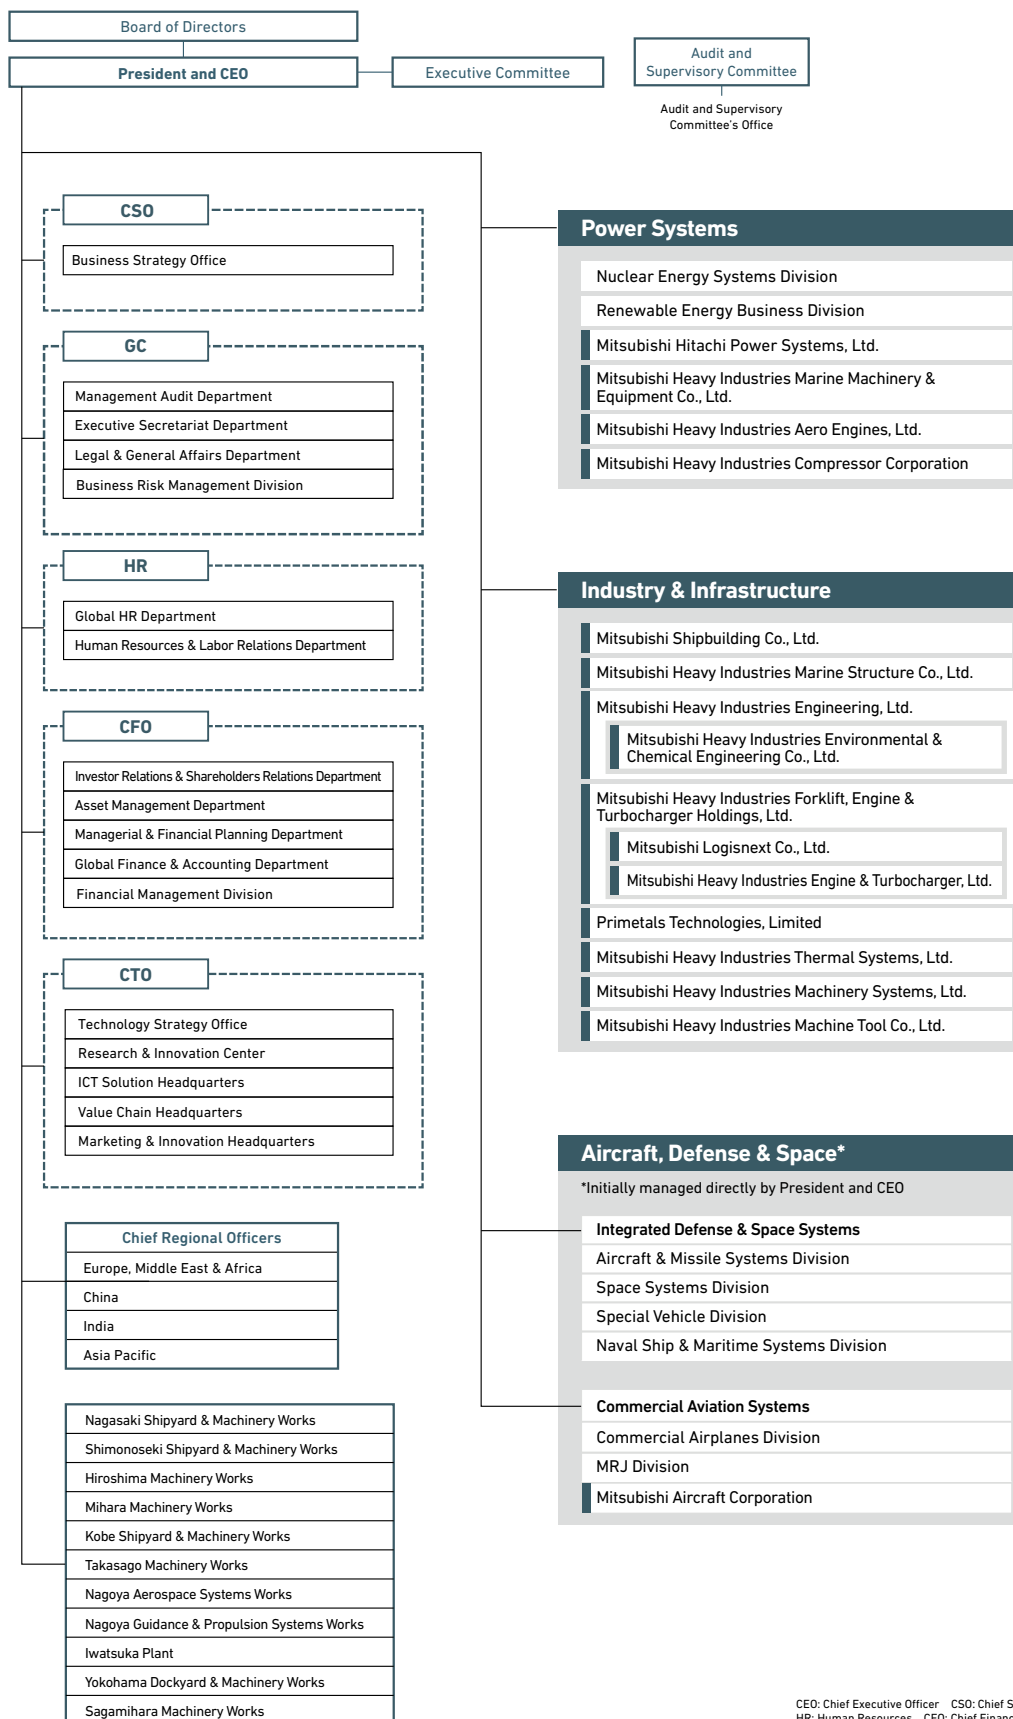 Board of Directors
President and CEO
Executive Committee
Audit and
Supervisory Committee
Audit and Supervisory
Committee's Office
CSO
Business Strategy Office
GC
Management Audit Department
Executive Secretariat Department
Legal & General Affairs Department
Business Risk Management Division
HR
Global HR Department
Human Resources & Labor Relations Department
CFO
Investor Relations & Shareholders Relations Department
Asset Management Department
Managerial & Financial Planning Department
Global Finance & Accounting Department
Financial Management Division
CTO
Technology Strategy Office
Research & Innovation Center
ICT Solution Headquarters
Value Chain Headquarters
Marketing & Innovation Headquarters
Chief Regional Officers
Europe, Middle East & Africa
China
India
Asia Pacific
Nagasaki Shipyard & Machinery Works
Shimonoseki Shipyard & Machinery Works
Hiroshima Machinery Works
Mihara Machinery Works
Kobe Shipyard & Machinery Works
Takasago Machinery Works
Nagoya Aerospace Systems Works
Nagoya Guidance & Propulsion Systems Works
Iwatsuka Plant
Yokohama Dockyard & Machinery Works
Sagamihara Machinery Works
Power Systems
Nuclear Energy Systems Division
Renewable Energy Business Division
Mitsubishi Hitachi Power Systems, Ltd.
Mitsubishi Heavy Industries Marine Machinery &
Equipment Co., Ltd.
Mitsubishi Heavy Industries Aero Engines, Ltd.
Mitsubishi Heavy Industries Compressor Corporation
Industry & Infrastructure
Mitsubishi Shipbuilding Co., Ltd.
Mitsubishi Heavy Industries Marine Structure Co., Ltd.
Mitsubishi Heavy Industries Engineering, Ltd.
Mitsubishi Heavy Industries Environmental &
Chemical Engineering Co., Ltd.
Mitsubishi Heavy Industries Forklift, Engine &
Turbocharger Holdings, Ltd.
Mitsubishi Logisnext Co., Ltd.
Mitsubishi Heavy Industries Engine & Turbocharger, Ltd.
Primetals Technologies, Limited
Mitsubishi Heavy Industries Thermal Systems, Ltd.
Mitsubishi Heavy Industries Machinery Systems, Ltd.
Mitsubishi Heavy Industries Machine Tool Co., Ltd.
Aircraft, Defense & Space*
*Initially managed directly by President and CEO
Integrated Defense & Space Systems
Aircraft & Missile Systems Division
Space Systems Division
Special Vehicle Division
Naval Ship & Maritime Systems Division
Commercial Aviation Systems
Commercial Airplanes Division
MRJ Division
Mitsubishi Aircraft Corporation
CEO: Chief Executive Officer CSO: Chief S
HR: Human Resources CFO: Chief Financ